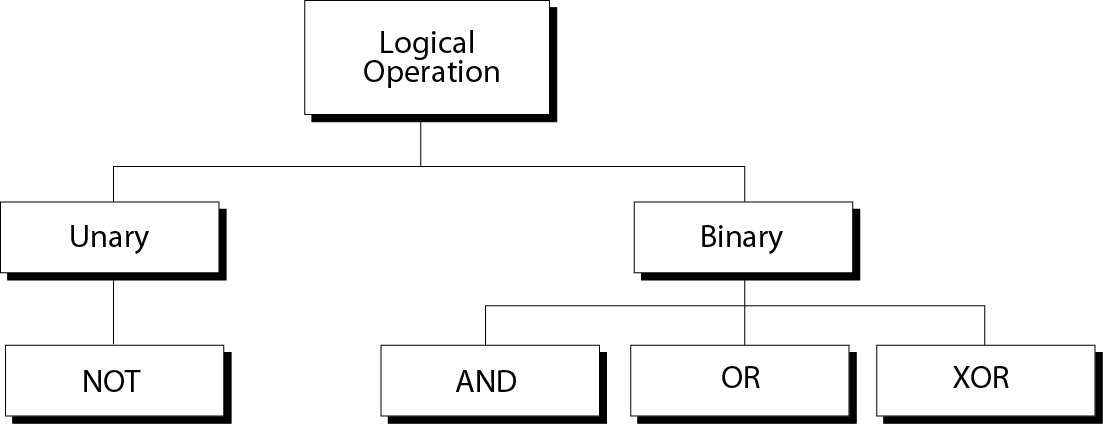 Logical
Operation
Unary
Binary
NOT
AND
OR
XOR